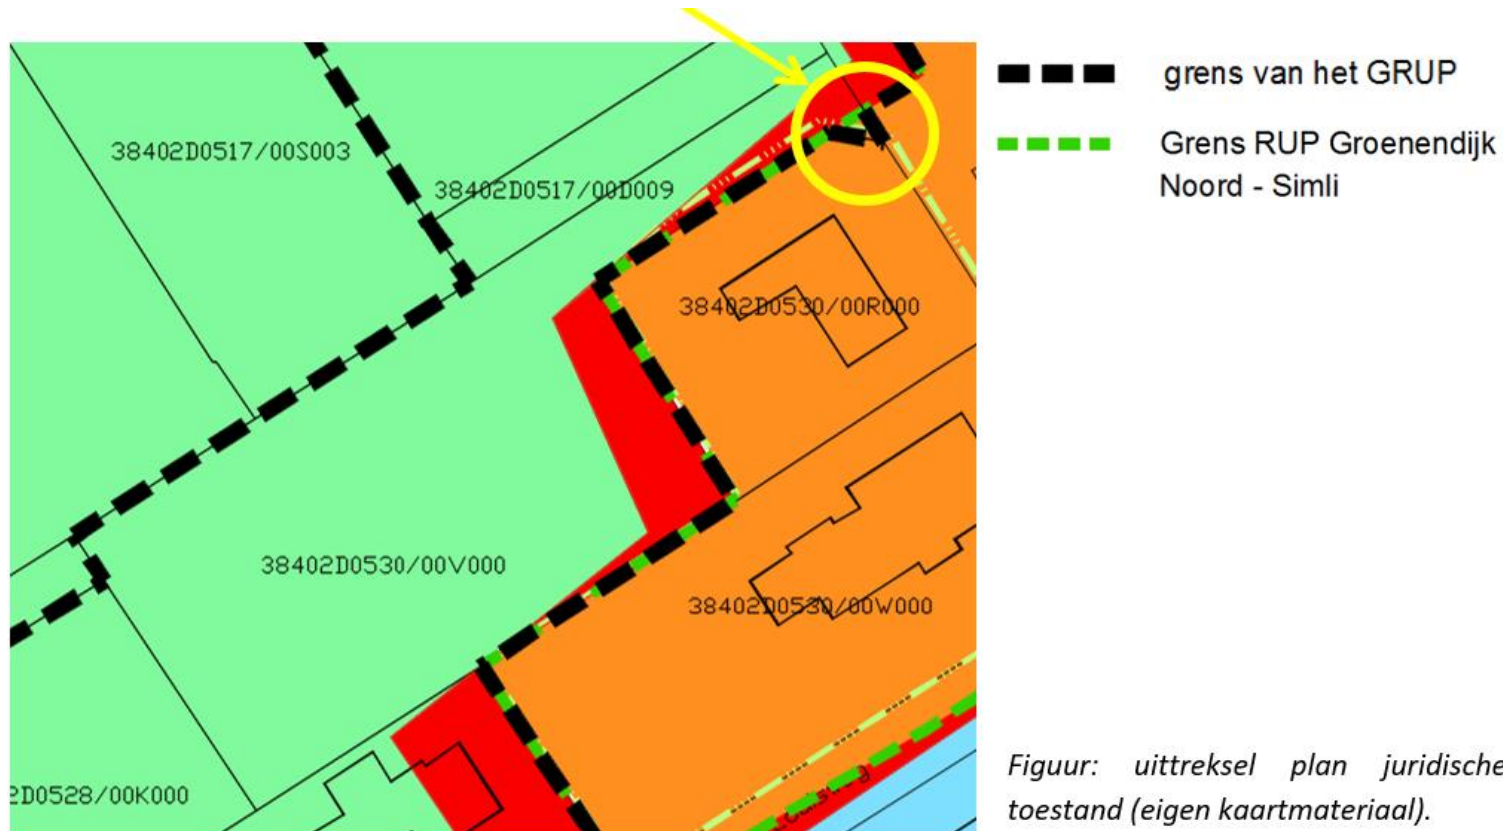 grens van het GRUP
Grens RUP Groenendijk
Noord - Simli
38402D0517/00S003
38402D0517/00D009
38402D0530/00R000
38402D0530/00V000
38402D0530/00W000
2D0528/00K000
Figuur: uittreksel plan juridische
toestand (eigen kaartmateriaal).